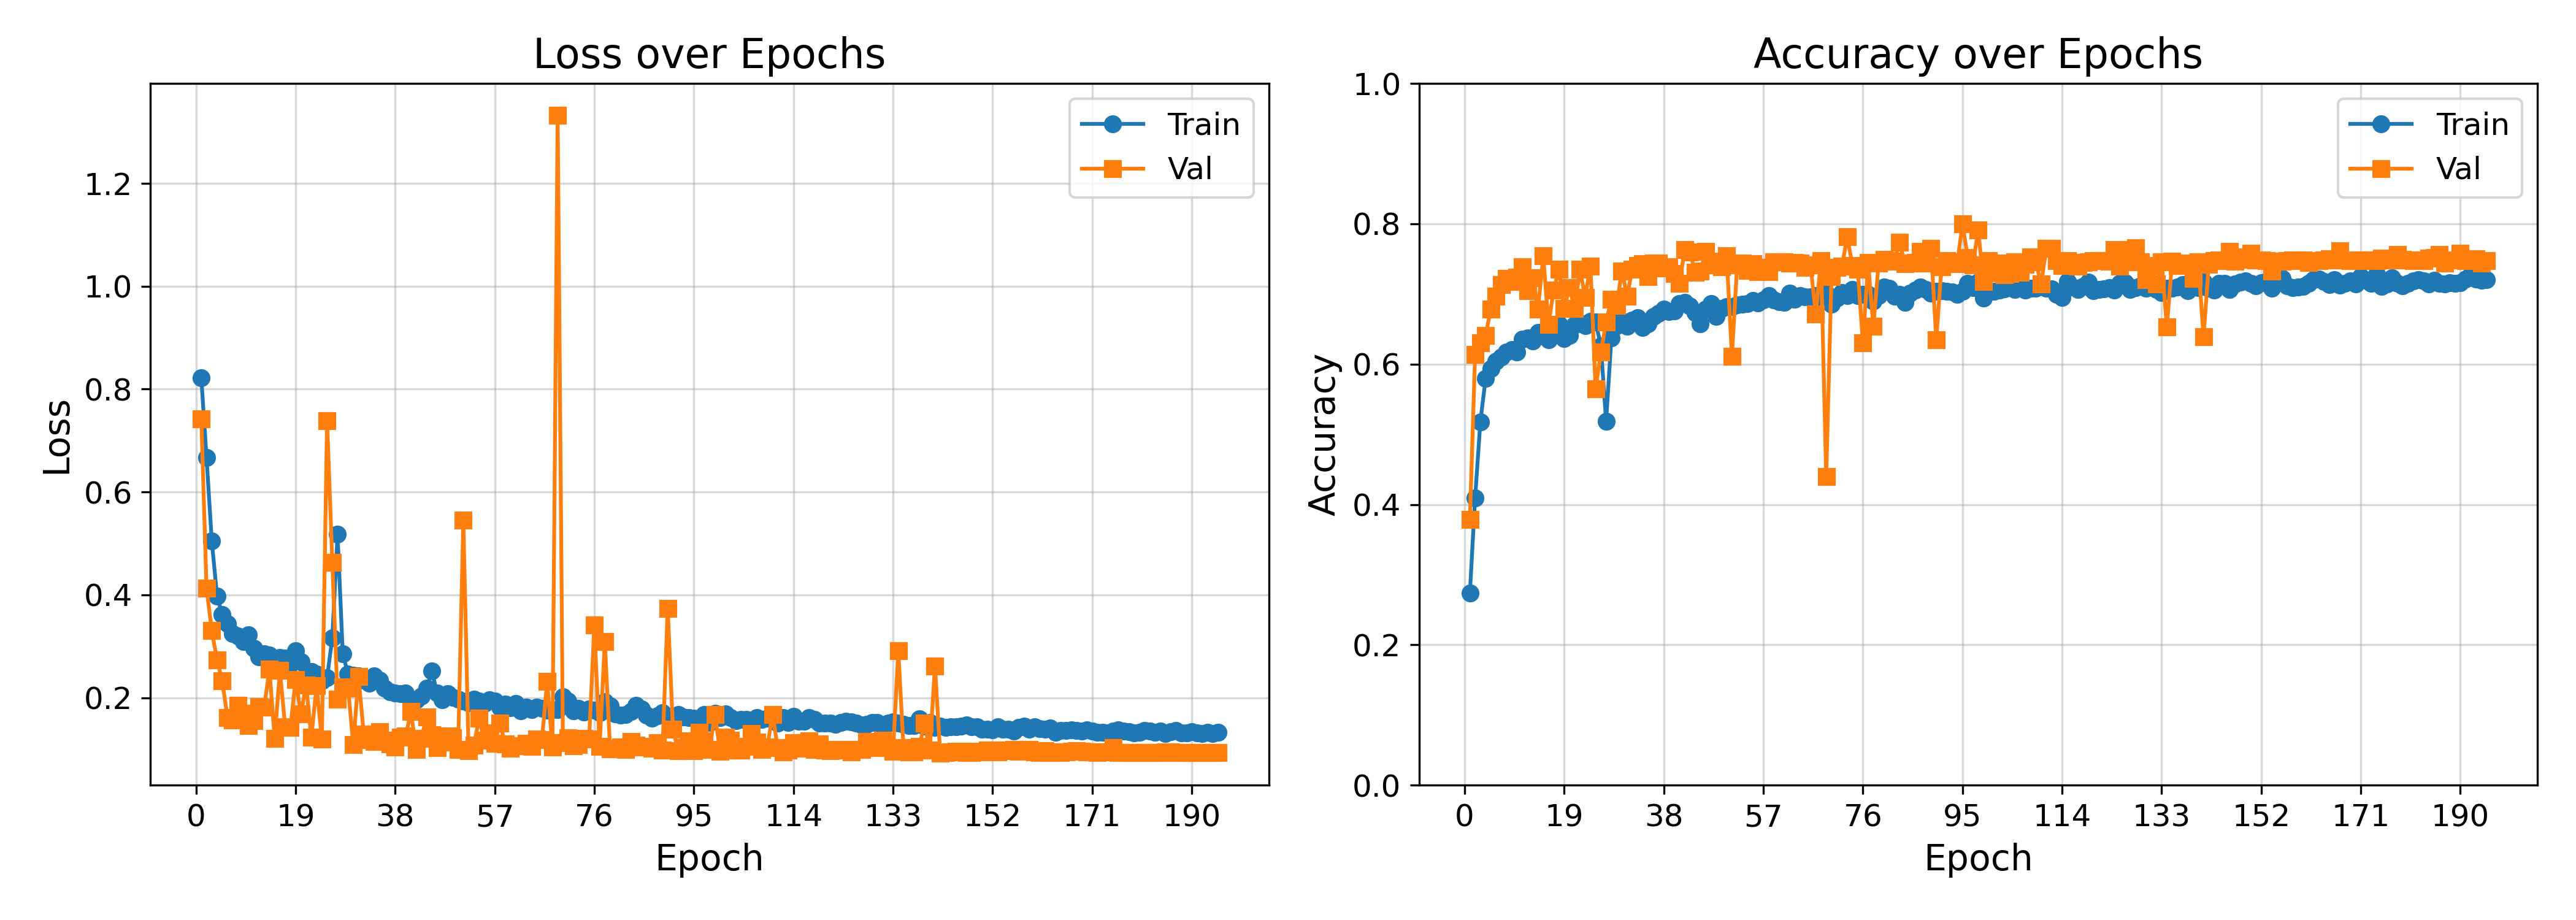 Loss over Epochs
Train
Val
1.2
1.0
0.8
0.6
0.4
0.2
Loss
0 19 38 57 76 95 114 133 152 171 190
Epoch
Accuracy over Epochs
Train
Val
1.0
0.8
0.6
0.4
0.2
0.0
Accuracy
0 19 38 57 76 95 114 133 152 171 190
Epoch